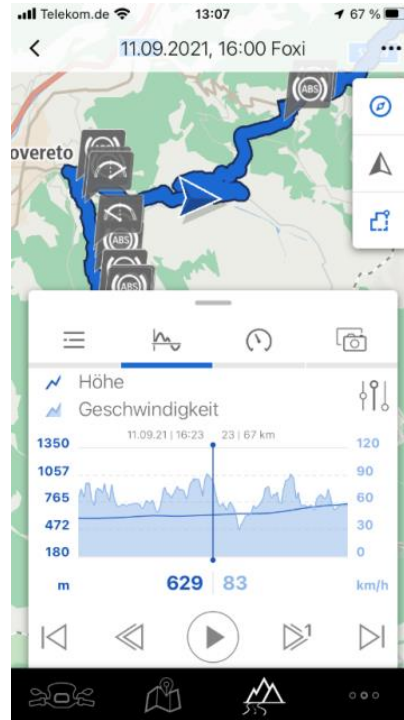 Telekom.de 13:07 67 %
11.09.2021, 16:00 Foxi
overeto
ABS
ABS
ABS
ABS
Höhe
Geschwindigkeit
11.09.21 | 16:23 23 | 67 km
1350 120
1057 90
765 60
472 30
180 0
m 629 83 km/h
1